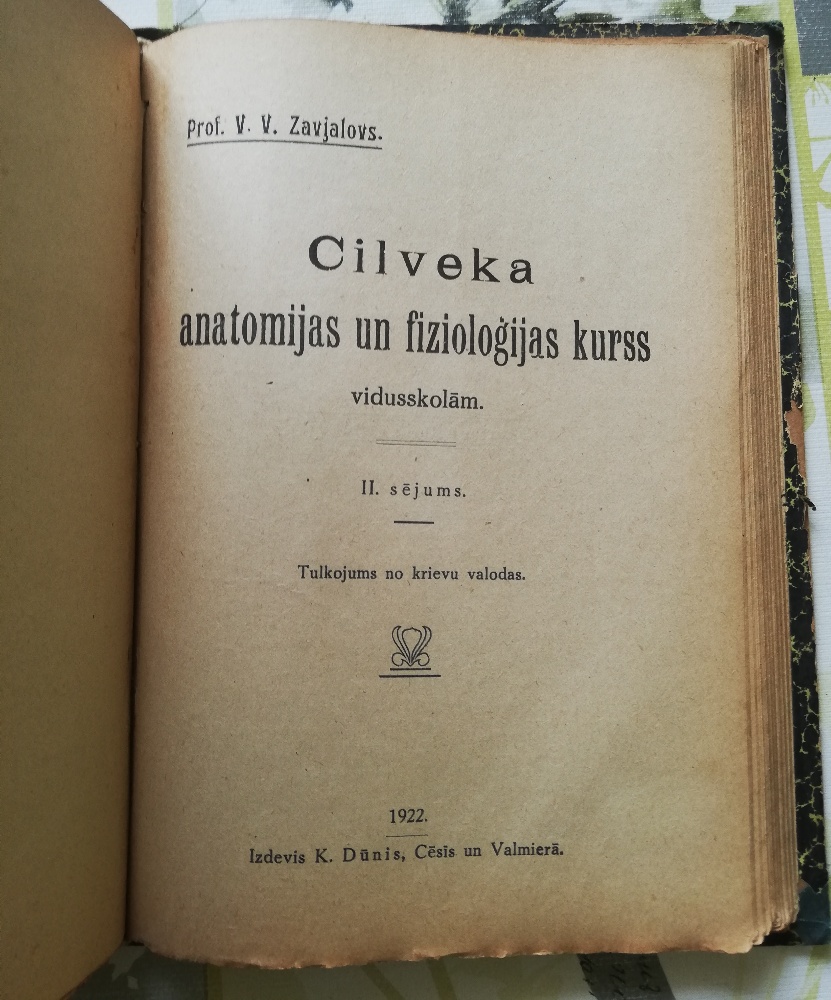 Prof. V. V. Zavjalovs.
Cilveka
anatomijas un fizioloģijas kurss
vidusskolām.
II. sējums.
Tulkojums no krievu valodas.
1922.
Izdevis K. Dūnis, Cēsīs un Valmierā.